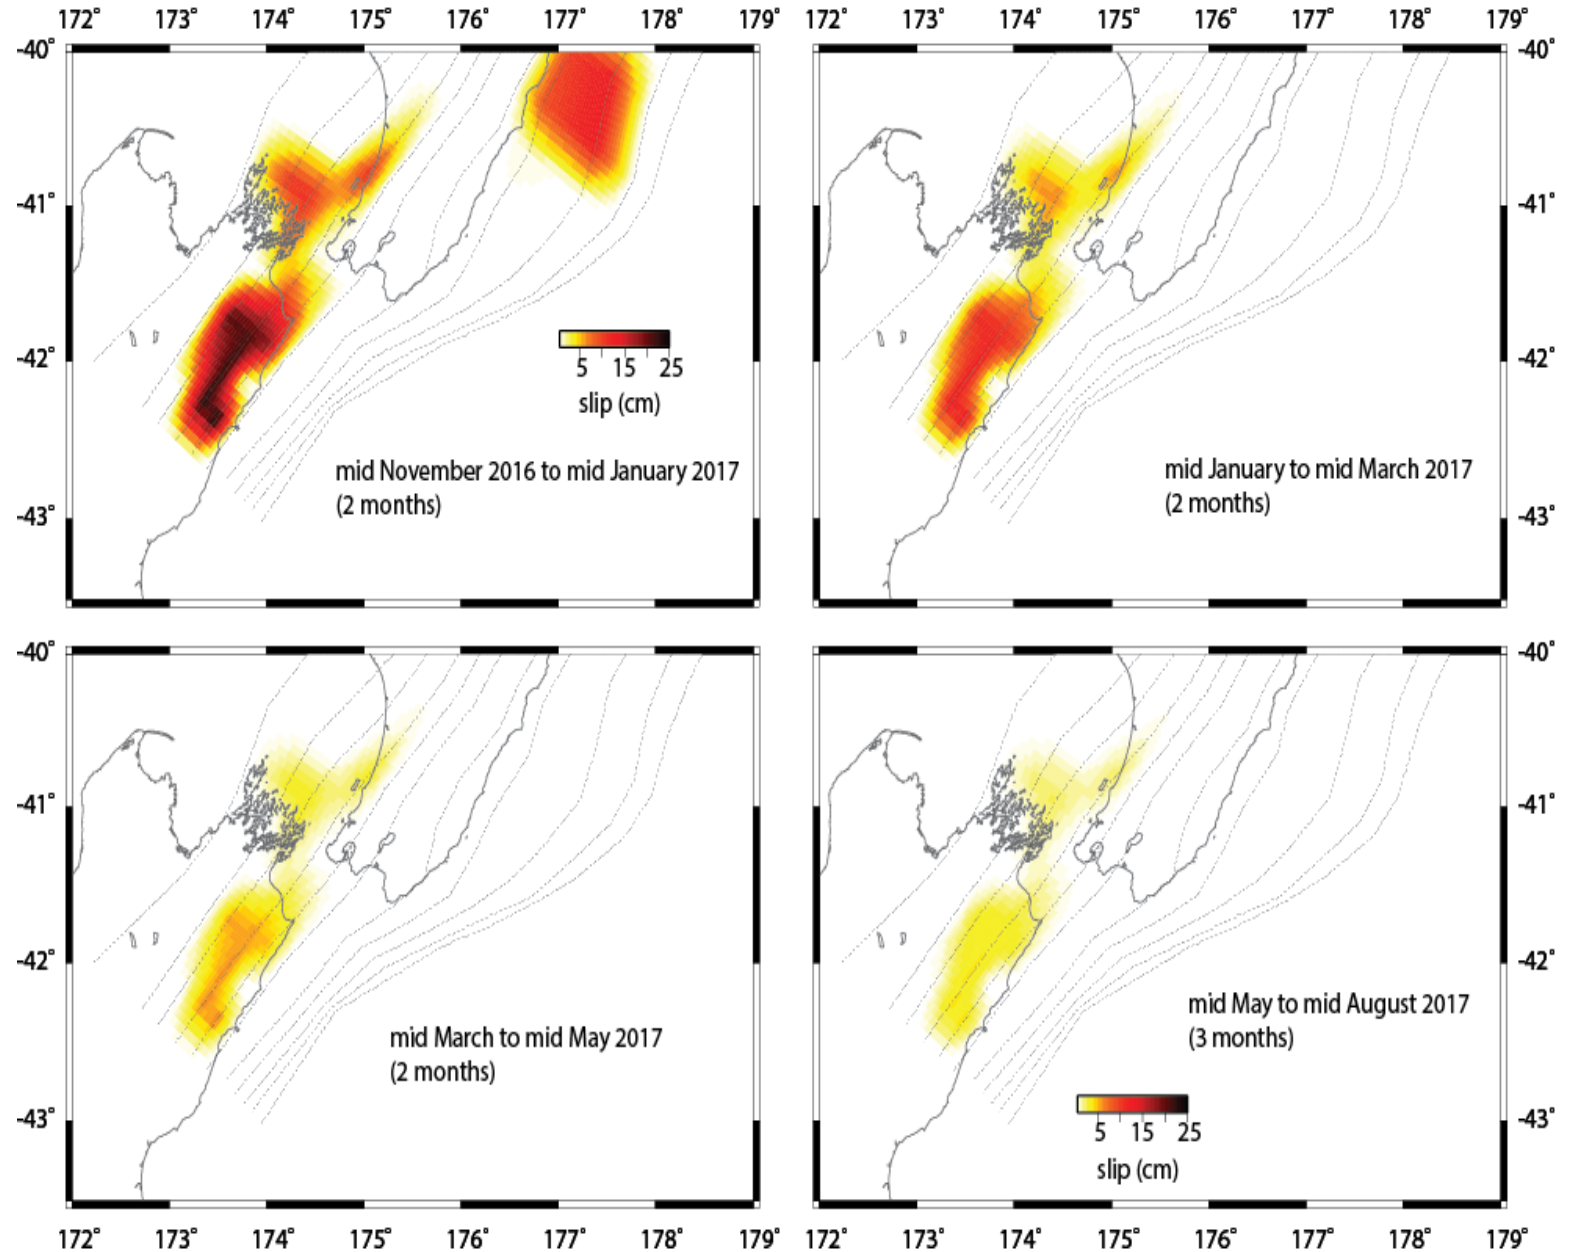 172° 173° 174° 175° 176° 177° 178° 179°
172° 173° 174° 175° 176° 177° 178° 179°
-40° -40°
-41° -41°
-42° -42°
5 15 25
slip (cm)
mid November 2016 to mid January 2017
(2 months)
mid January to mid March 2017
(2 months)
-43° -43°
-40° -40°
-41° -41°
-42° -42°
mid March to mid May 2017
(2 months)
mid May to mid August 2017
(3 months)
5 15 25
slip (cm)
-43° -43°
172° 173° 174° 175° 176° 177° 178° 179°
172° 173° 174° 175° 176° 177° 178° 179°